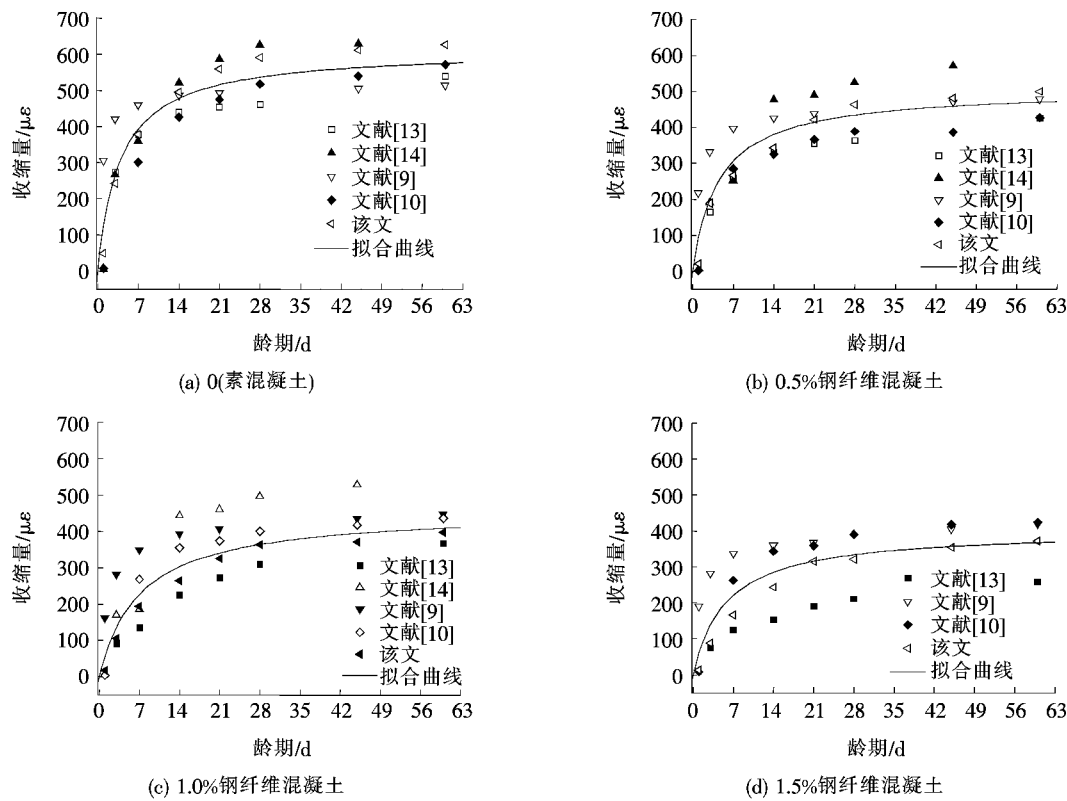 700
600
500
400
300
200
100
0
收缩量/με
文献[13]
文献[14]
文献[9]
文献[10]
该文
拟合曲线
0 7 14 21 28 35 42 49 56 63
龄期/d
(a) 0(素混凝土)
700
600
500
400
300
200
100
0
收缩量/με
文献[13]
文献[14]
文献[9]
文献[10]
该文
拟合曲线
0 7 14 21 28 35 42 49 56 63
龄期/d
(b) 0.5%钢纤维混凝土
700
600
500
400
300
200
100
0
收缩量/με
文献[13]
文献[14]
文献[9]
文献[10]
该文
拟合曲线
0 7 14 21 28 35 42 49 56 63
龄期/d
(c) 1.0%钢纤维混凝土
700
600
500
400
300
200
100
0
收缩量/με
文献[13]
文献[9]
文献[10]
该文
拟合曲线
0 7 14 21 28 35 42 49 56 63
龄期/d
(d) 1.5%钢纤维混凝土